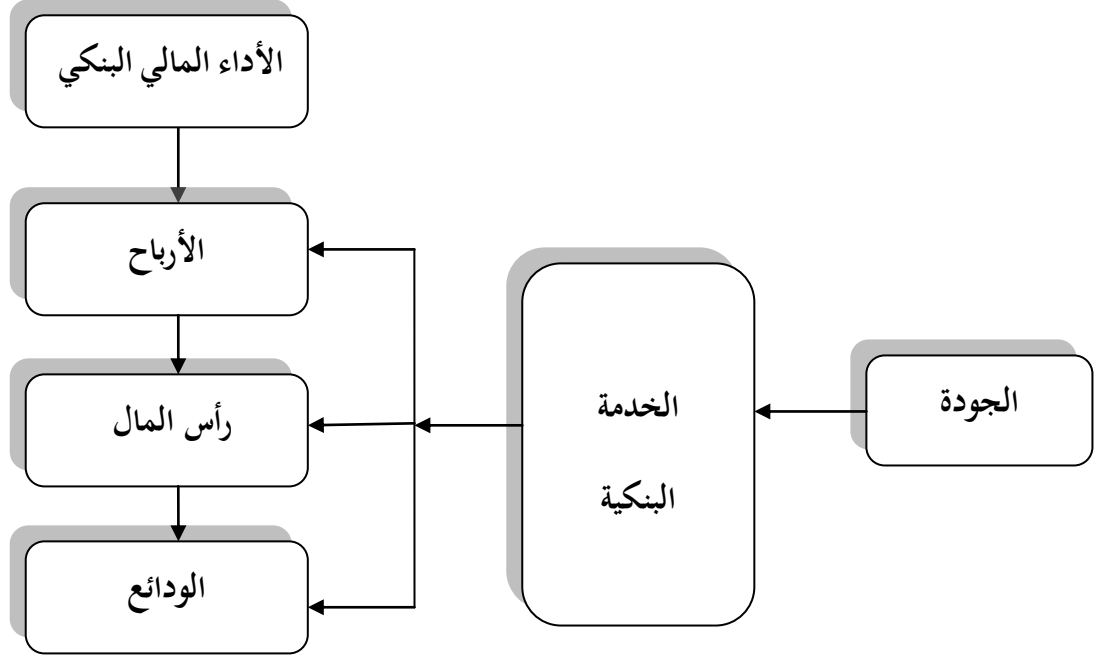 الأداء المالي البنكي
الأرباح
رأس المال
الودائع
الخدمة
البنكية
الجودة